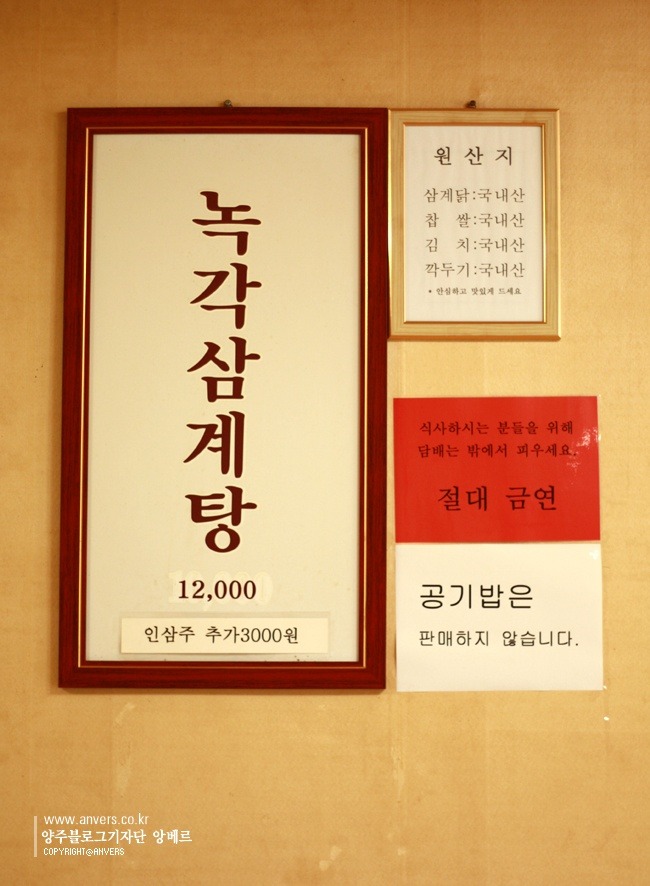 녹각삼계탕
12,000
인삼주 추가3000원
원 산 지
삼계닭:국내산
찹 쌀:국내산
김 치:국내산
깍두기:국내산
* 안심하고 맛있게 드세요
식사하시는 분들을 위해
담배는 밖에서 피우세요.
절대 금연
공기밥은
판매하지 않습니다.
www.anvers.co.kr
양주블로그기자단 앙베르
COPYRIGHT@ANVERS